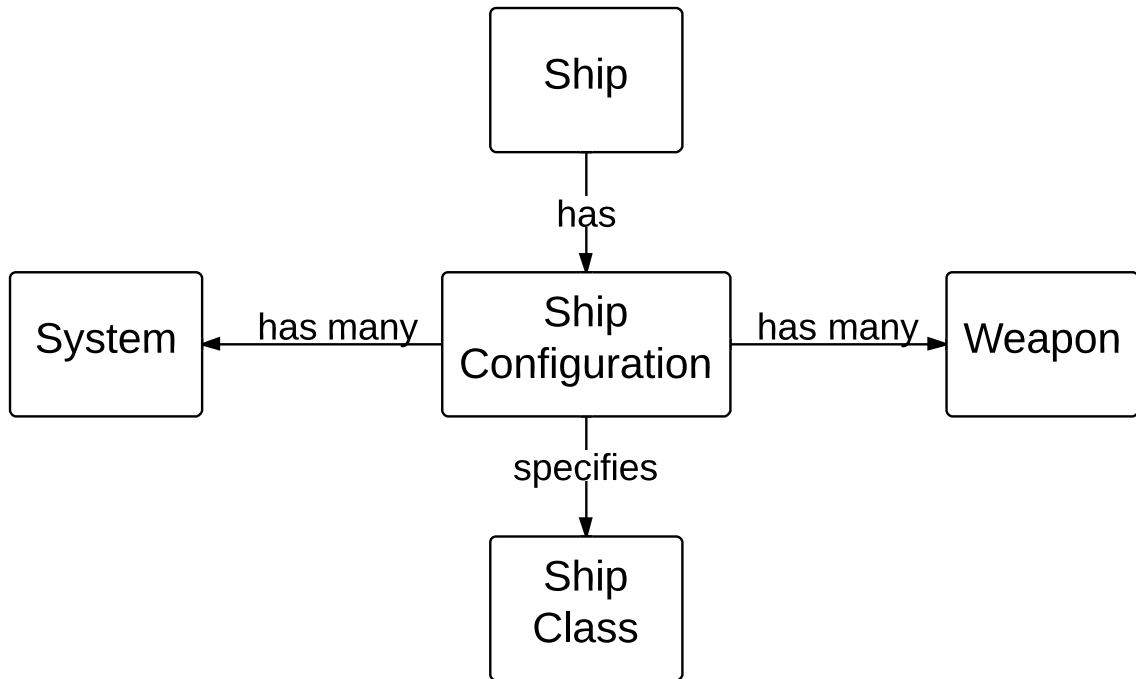 Ship
has
System
has many
Ship
Configuration
has many
Weapon
specifies
Ship
Class